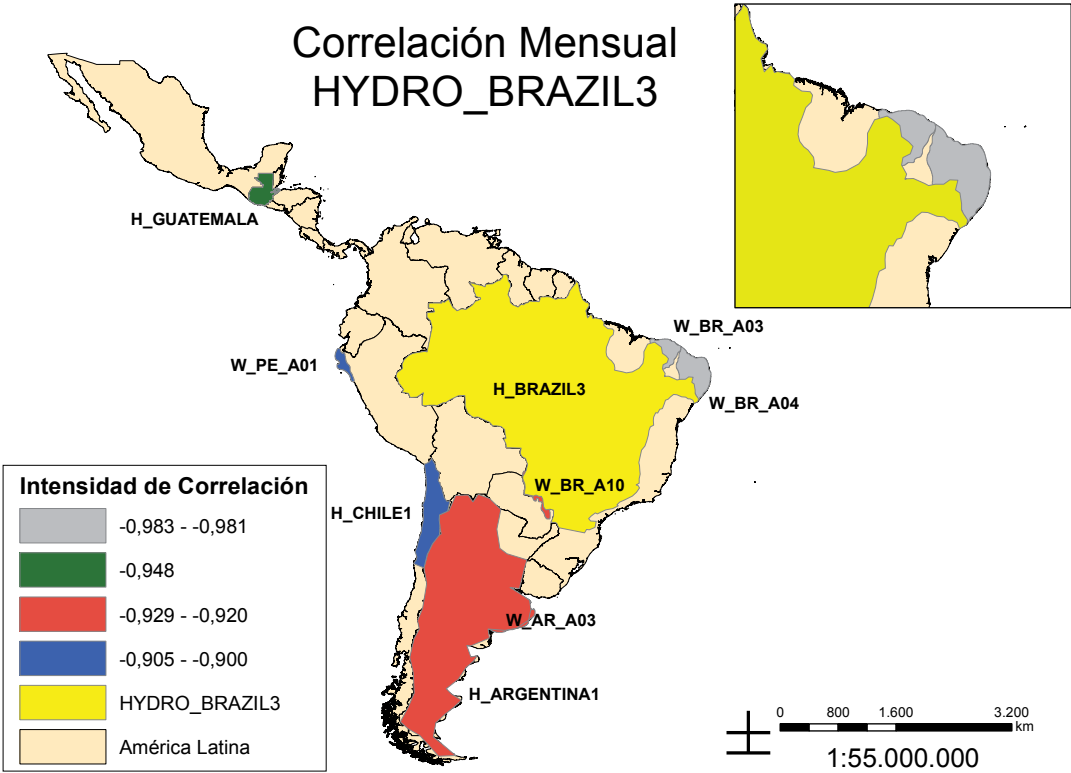 Correlación Mensual
HYDRO_BRAZIL3
H_GUATEMALA
W_BR_A03
W_PE_A01
H_BRAZIL3
W_BR_A04
W_BR_A10
H_CHILE1
W_AR_A03
H_ARGENTINA1
Intensidad de Correlación
-0,983 - -0,981
-0,948
-0,929 - -0,920
-0,905 - -0,900
HYDRO_BRAZIL3
América Latina
0 800 1.600 3.200
km
1:55.000.000